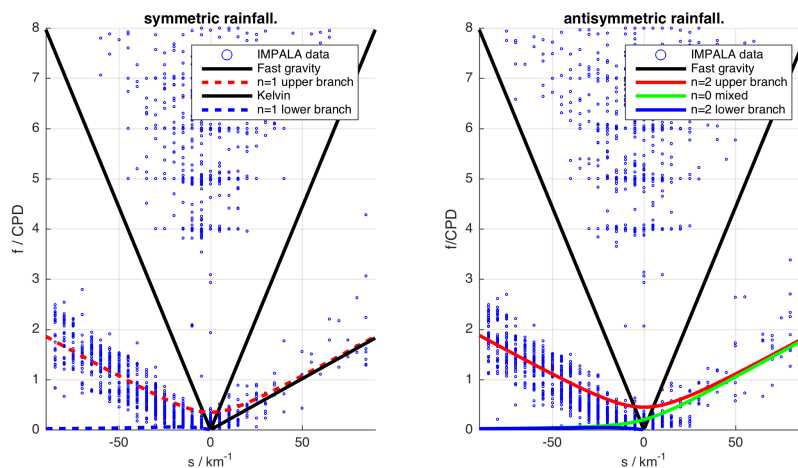 symmetric rainfall.
8
7
6
5
4
3
2
1
0
f / CPD
-50
0
50
s / km-1
IMPALA data
Fast gravity
n=1 upper branch
Kelvin
n=1 lower branch
antisymmetric rainfall.
8
7
6
5
4
3
2
1
0
f/CPD
-50
0
50
s / km-1
IMPALA data
Fast gravity
n=2 upper branch
n=0 mixed
n=2 lower branch